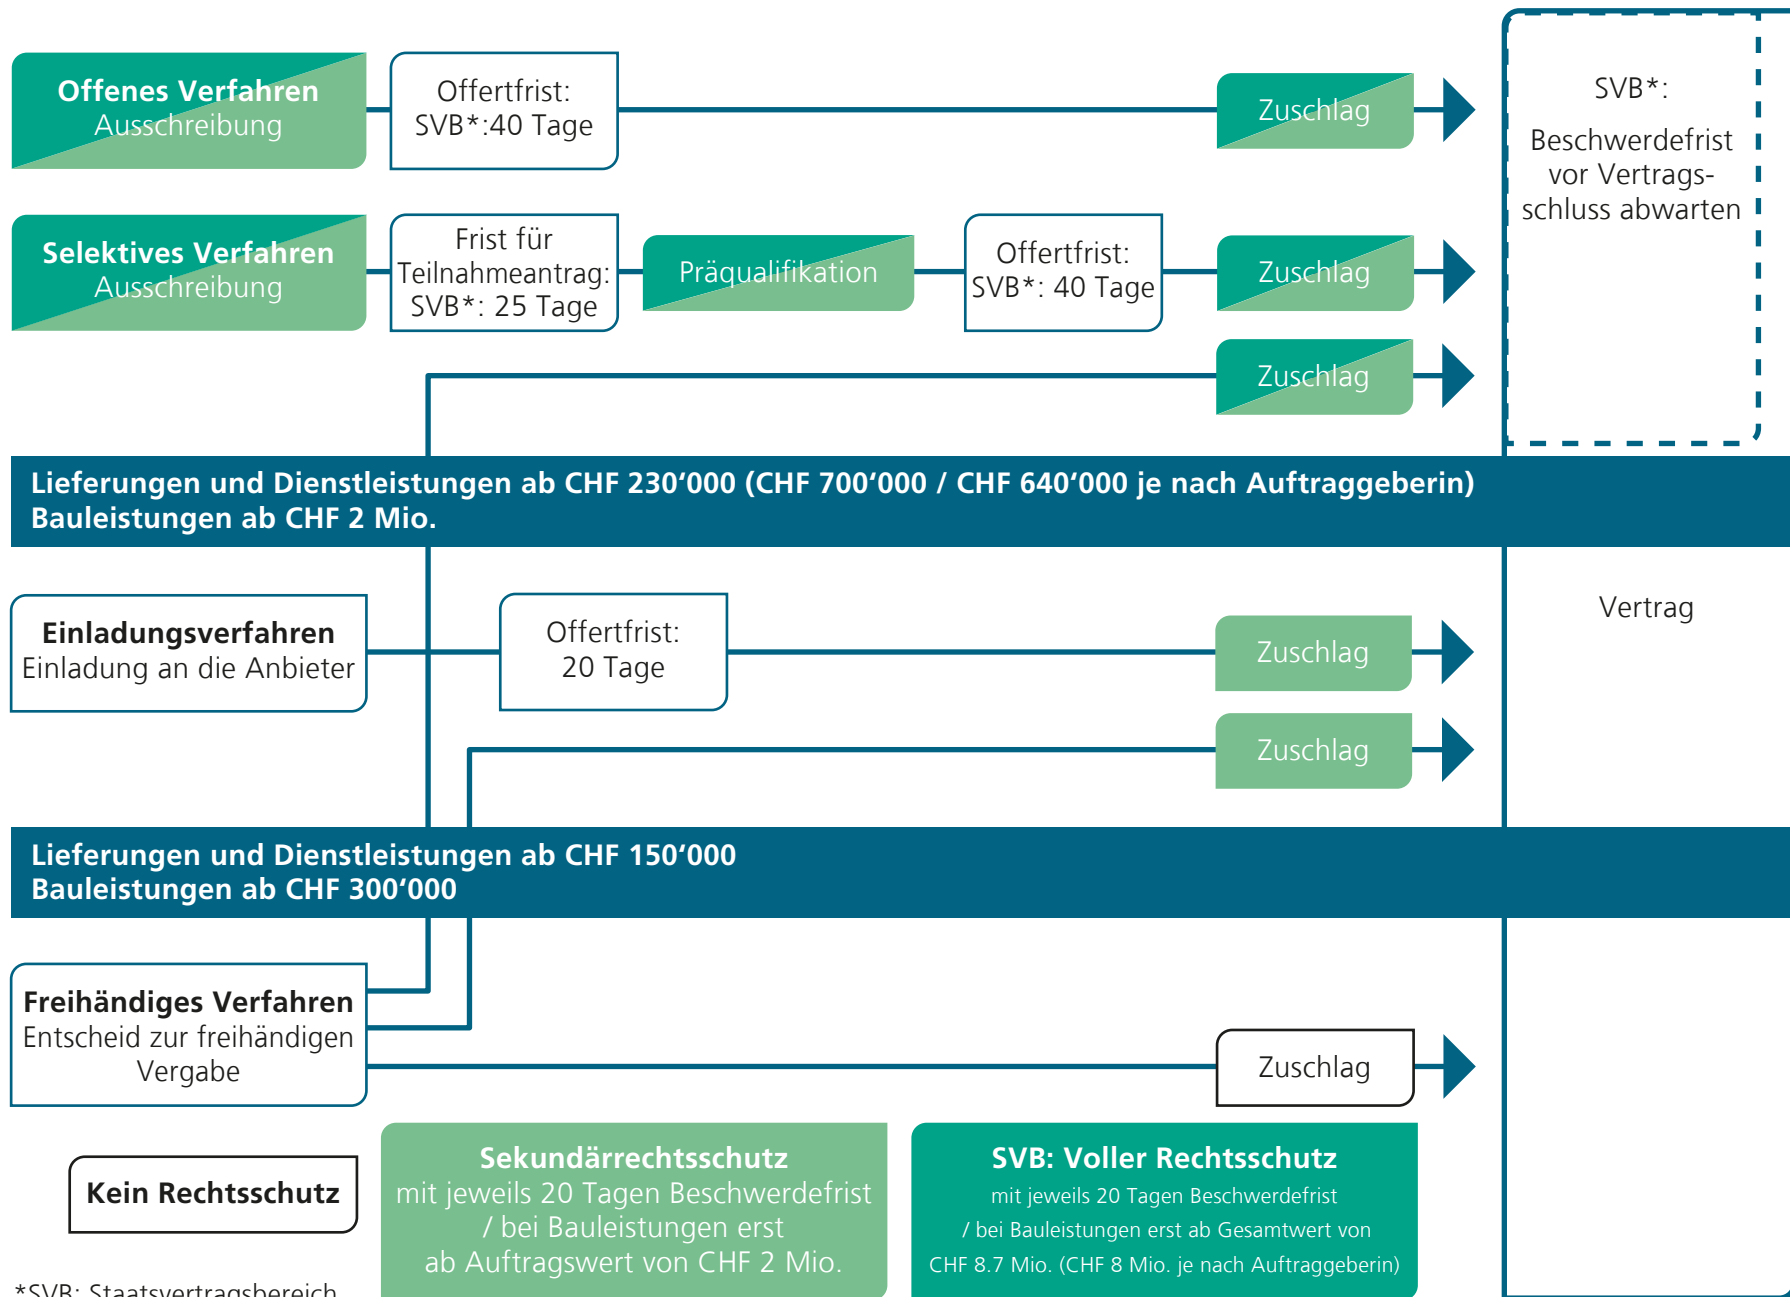 Offenes Verfahren
Ausschreibung
Offertfrist:
SVB*:40 Tage
Zuschlag
SVB*:
Beschwerdefrist
vor Vertrags-
schluss abwarten
Selektives Verfahren
Ausschreibung
Frist für
Teilnahmeantrag:
SVB*: 25 Tage
Präqualifikation
Offertfrist:
SVB*: 40 Tage
Zuschlag
Zuschlag
Lieferungen und Dienstleistungen ab CHF 230‘000 (CHF 700‘000 / CHF 640‘000 je nach Auftraggeberin)
Bauleistungen ab CHF 2 Mio.
Einladungsverfahren
Einladung an die Anbieter
Offertfrist:
20 Tage
Zuschlag
Vertrag
Zuschlag
Lieferungen und Dienstleistungen ab CHF 150‘000
Bauleistungen ab CHF 300‘000
Freihändiges Verfahren
Entscheid zur freihändigen
Vergabe
Zuschlag
Kein Rechtsschutz
Sekundärrechtsschutz
mit jeweils 20 Tagen Beschwerdefrist
/ bei Bauleistungen erst
ab Auftragswert von CHF 2 Mio.
SVB: Voller Rechtsschutz
mit jeweils 20 Tagen Beschwerdefrist
/ bei Bauleistungen erst ab Gesamtwert von
CHF 8.7 Mio. (CHF 8 Mio. je nach Auftraggeberin)
*SVB: Staatsvertragsbereich